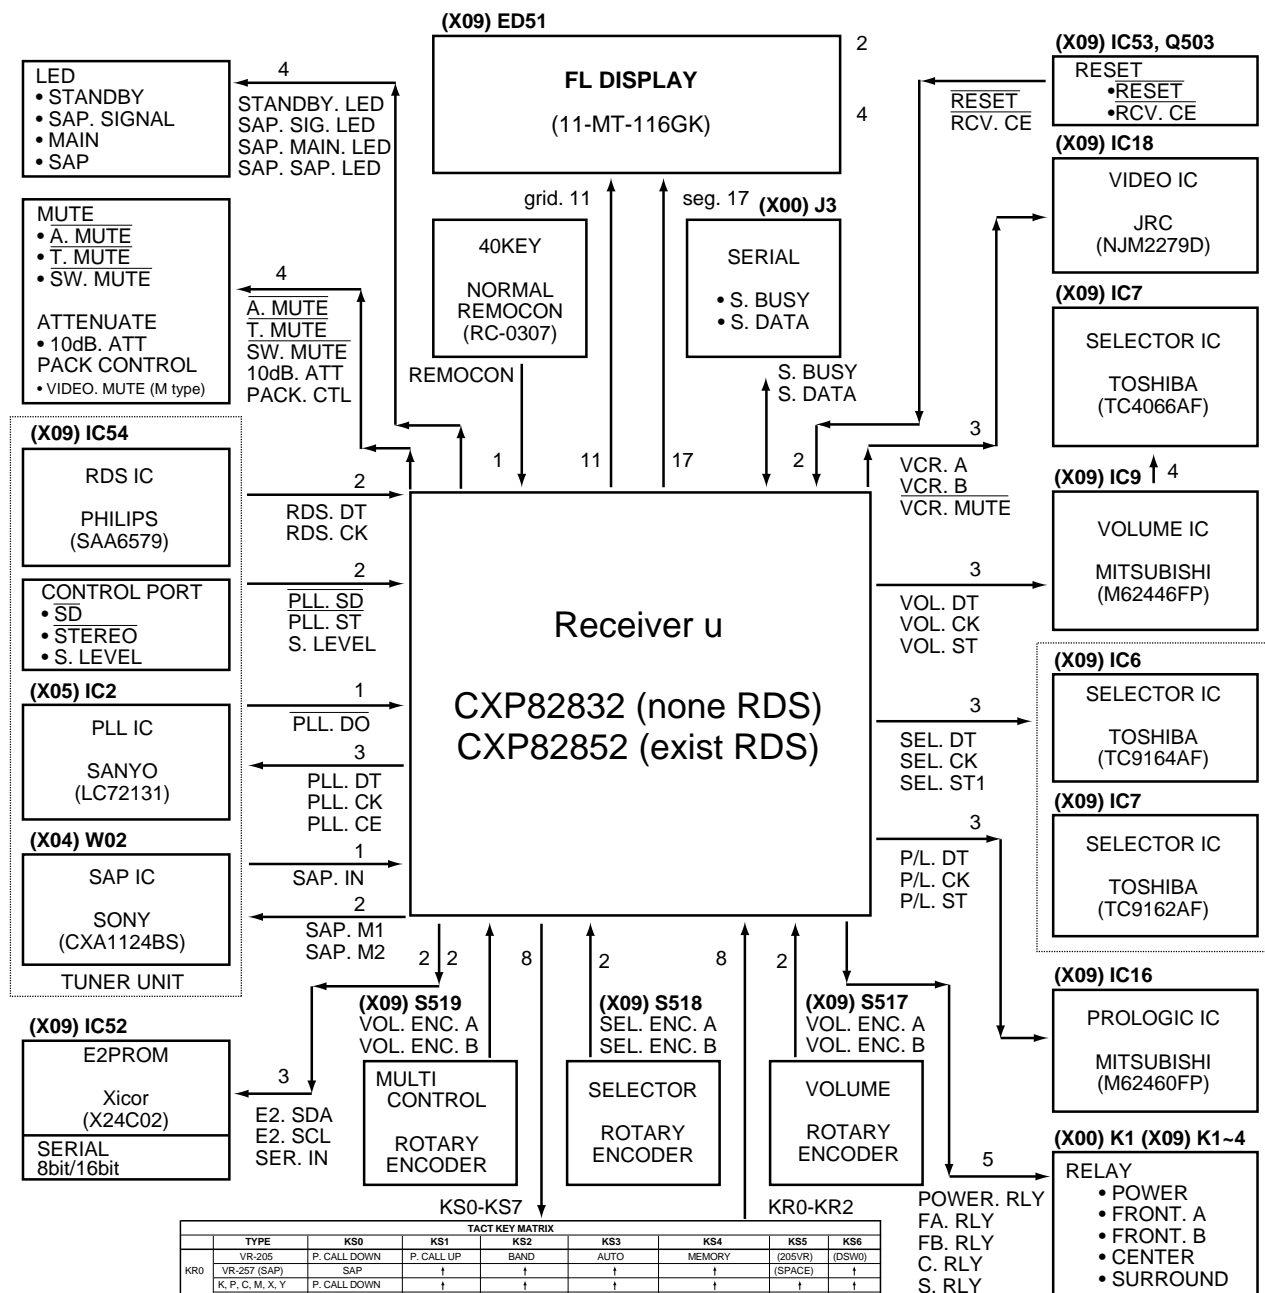 (X09) ED51
FL DISPLAY
(11-MT-116GK)
2
4
(X09) IC53, Q503
RESET
•RESET
•RCV. CE
RESET
RCV. CE
LED
• STANDBY
• SAP. SIGNAL
• MAIN
• SAP
4
STANDBY. LED
SAP. SIG. LED
SAP. MAIN. LED
SAP. SAP. LED
(X09) IC18
VIDEO IC
JRC
(NJM2279D)
MUTE
• A. MUTE
• T. MUTE
• SW. MUTE
ATTENUATE
• 10dB. ATT
PACK CONTROL
• VIDEO. MUTE (M type)
4
A. MUTE
T. MUTE
SW. MUTE
10dB. ATT
PACK. CTL
grid. 11
seg. 17
40KEY
NORMAL
REMOCON
(RC-0307)
REMOCON
(X00) J3
SERIAL
• S. BUSY
• S. DATA
S. BUSY
S. DATA
(X09) IC7
SELECTOR IC
TOSHIBA
(TC4066AF)
1
11
17
2
3
VCR. A
VCR. B
VCR. MUTE
4
(X09) IC54
RDS IC
PHILIPS
(SAA6579)
2
RDS. DT
RDS. CK
CONTROL PORT
• SD
• STEREO
• S. LEVEL
2
PLL. SD
PLL. ST
S. LEVEL
(X05) IC2
PLL IC
SANYO
(LC72131)
1
PLL. DO
3
PLL. DT
PLL. CK
PLL. CE
(X04) W02
SAP IC
SONY
(CXA1124BS)
TUNER UNIT
1
SAP. IN
2
SAP. M1
SAP. M2
Receiver u
CXP82832 (none RDS)
CXP82852 (exist RDS)
(X09) IC9
VOLUME IC
MITSUBISHI
(M62446FP)
3
VOL. DT
VOL. CK
VOL. ST
(X09) IC6
SELECTOR IC
TOSHIBA
(TC9164AF)
3
SEL. DT
SEL. CK
SEL. ST1
(X09) IC7
SELECTOR IC
TOSHIBA
(TC9162AF)
3
P/L. DT
P/L. CK
P/L. ST
(X09) IC16
PROLOGIC IC
MITSUBISHI
(M62460FP)
2
2
8
2
8
2
(X09) IC52
E2PROM
Xicor
(X24C02)
SERIAL
8bit/16bit
3
E2. SDA
E2. SCL
SER. IN
(X09) S519
VOL. ENC. A
VOL. ENC. B
MULTI
CONTROL
ROTARY
ENCODER
(X09) S518
SEL. ENC. A
SEL. ENC. B
SELECTOR
ROTARY
ENCODER
(X09) S517
VOL. ENC. A
VOL. ENC. B
VOLUME
ROTARY
ENCODER
(X00) K1 (X09) K1~4
RELAY
• POWER
• FRONT. A
• FRONT. B
• CENTER
• SURROUND
5
POWER. RLY
FA. RLY
FB. RLY
C. RLY
S. RLY
KS0-KS7
KR0-KR2
TACT KEY MATRIX
TYPE KS0 KS1 KS2 KS3 KS4 KS5 KS6
KR0 VR-205 P. CALL DOWN P. CALL UP BAND AUTO MEMORY (205VR) (DSW0)
VR-257 (SAP) SAP ↑ ↑ ↑ ↑ (SPACE) ↑
K, P, C, M, X, Y P. CALL DOWN ↑ ↑ ↑ ↑ ↑ ↑